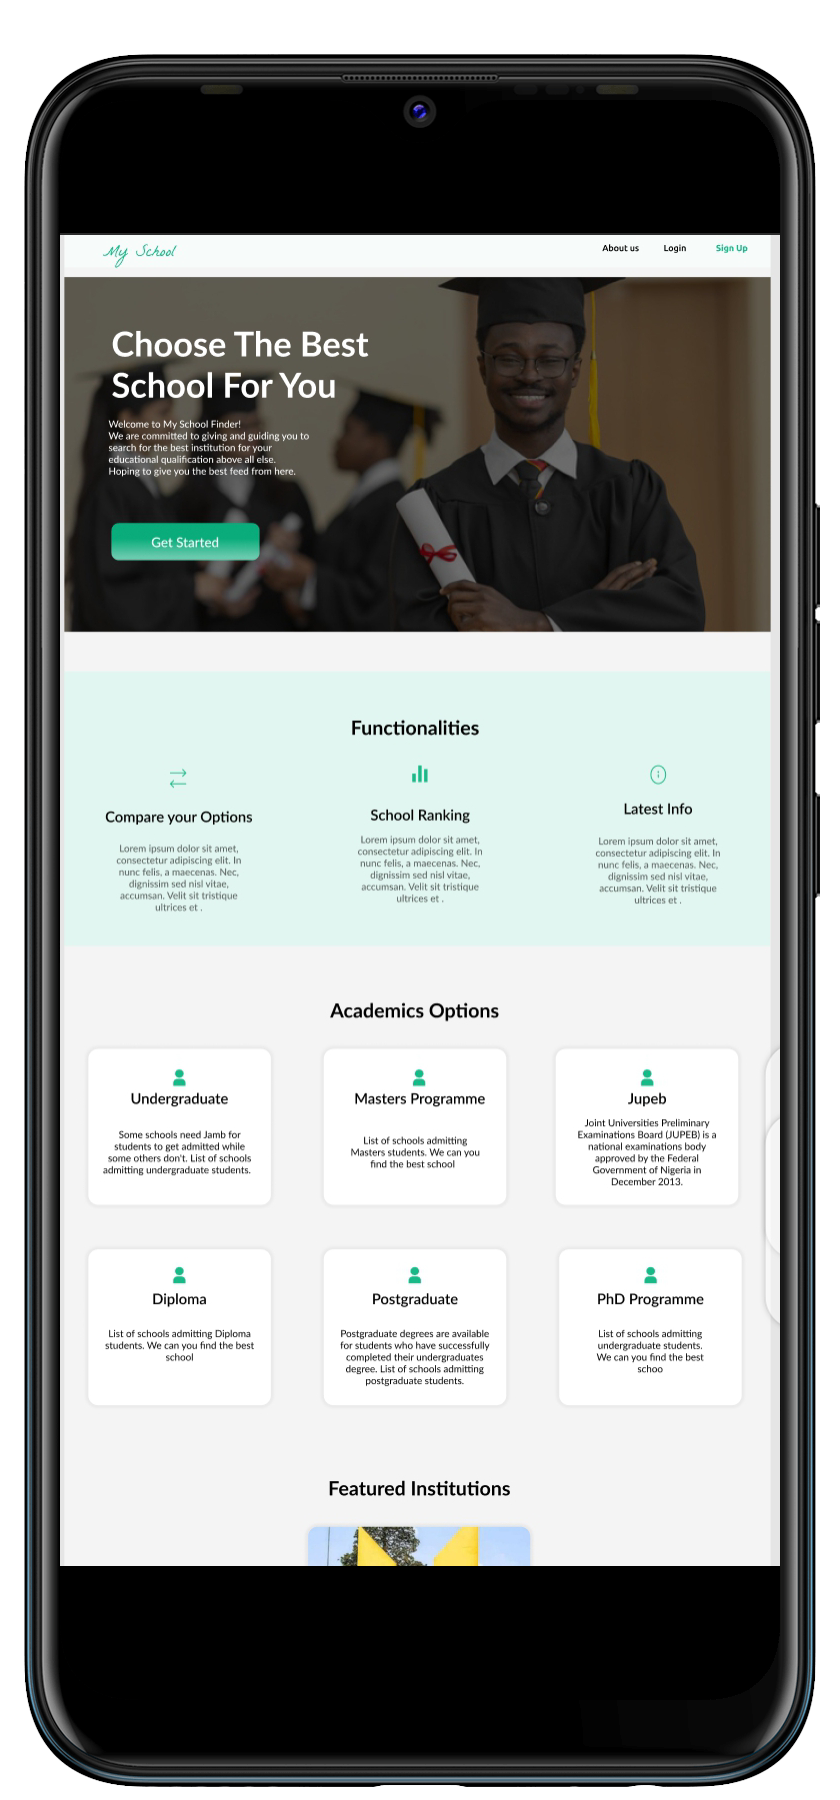 My School
About us Login Sign Up
Choose The Best
School For You
Welcome to My School Finder!
We are committed to giving and guiding you to
search for the best institution for your
educational qualification above all else.
Hoping to give you the best feed from here.
Get Started
Functionalities
Compare your Options
Lorem ipsum dolor sit amet,
consectetur adipiscing elit. In
nunc felis, a maecenas. Nec,
dignissim sed nisl vitae,
accumsan. Velit sit tristique
ultrices et .
School Ranking
Lorem ipsum dolor sit amet,
consectetur adipiscing elit. In
nunc felis, a maecenas. Nec,
dignissim sed nisl vitae,
accumsan. Velit sit tristique
ultrices et .
Latest Info
Lorem ipsum dolor sit amet,
consectetur adipiscing elit. In
nunc felis, a maecenas. Nec,
dignissim sed nisl vitae,
accumsan. Velit sit tristique
ultrices et .
Academics Options
Undergraduate
Some schools need Jamb for
students to get admitted while
some others don't. List of schools
admitting undergraduate students.
Masters Programme
List of schools admitting
Masters students. We can you
find the best school
Jupeb
Joint Universities Preliminary
Examinations Board (JUPEB) is a
national examinations body
approved by the Federal
Government of Nigeria in
December 2013.
Diploma
List of schools admitting Diploma
students. We can you find the best
school
Postgraduate
Postgraduate degrees are available
for students who have successfully
completed their undergraduates
degree. List of schools admitting
postgraduate students.
PhD Programme
List of schools admitting
undergraduate students.
We can you find the best
schoo
Featured Institutions